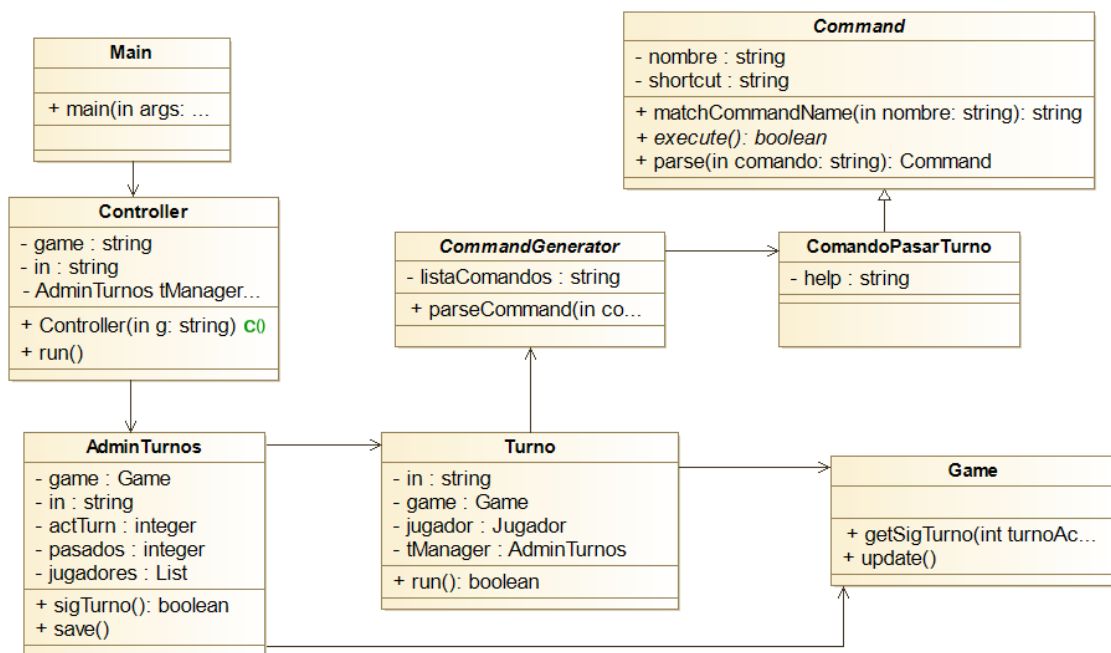 Main
+ main(in args: ...
Command
- nombre : string
- shortcut : string
+ matchCommandName(in nombre: string): string
+ execute(): boolean
+ parse(in comando: string): Command
Controller
- game : string
- in : string
- AdminTurnos tManager...
+ Controller(in g: string) C()
+ run()
CommandGenerator
- listaComandos : string
+ parseCommand(in co...
ComandoPasarTurno
- help : string
AdminTurnos
- game : Game
- in : string
- actTurn : integer
- pasados : integer
- jugadores : List
+ sigTurno(): boolean
+ save()
Turno
- in : string
- game : Game
- jugador : Jugador
- tManager : AdminTurnos
+ run(): boolean
Game
+ getSigTurno(int turnoAc...
+ update()